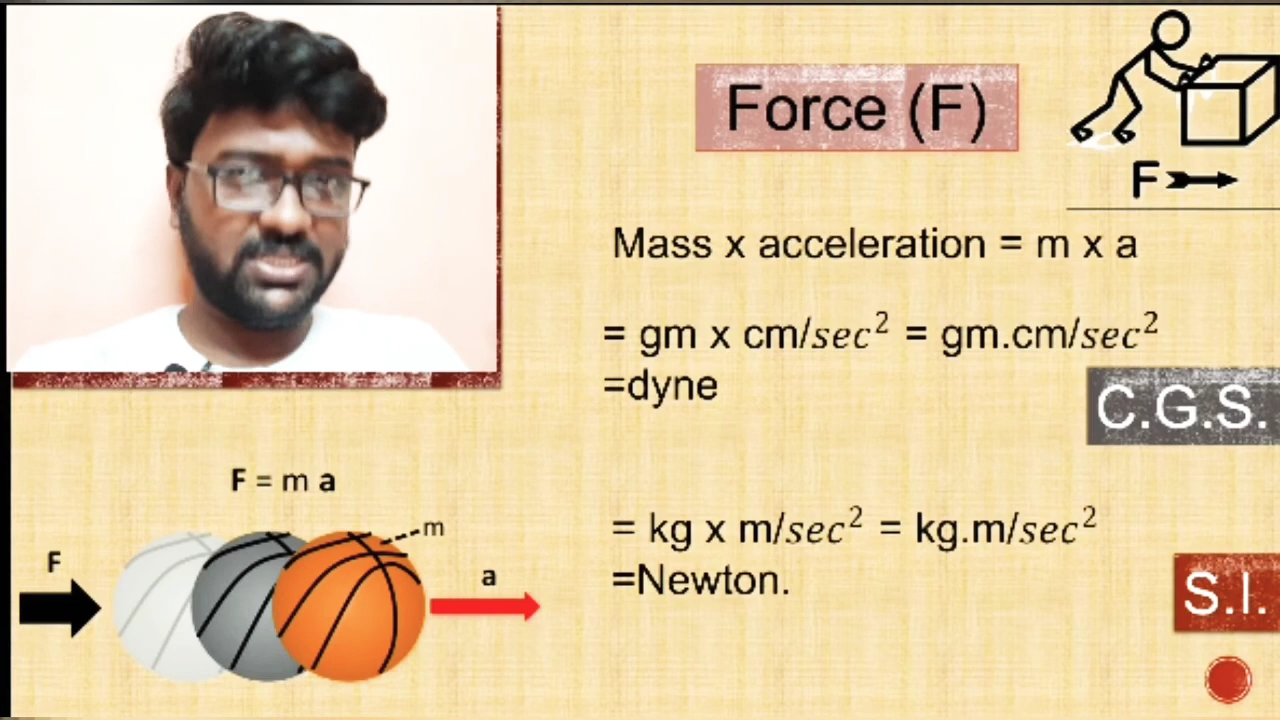 Force (F)
F
Mass x acceleration = m x a
= gm x cm/sec² = gm.cm/sec²
=dyne
C.G.S.
F = m a
F
m
a
= kg x m/sec² = kg.m/sec²
=Newton.
S.I.